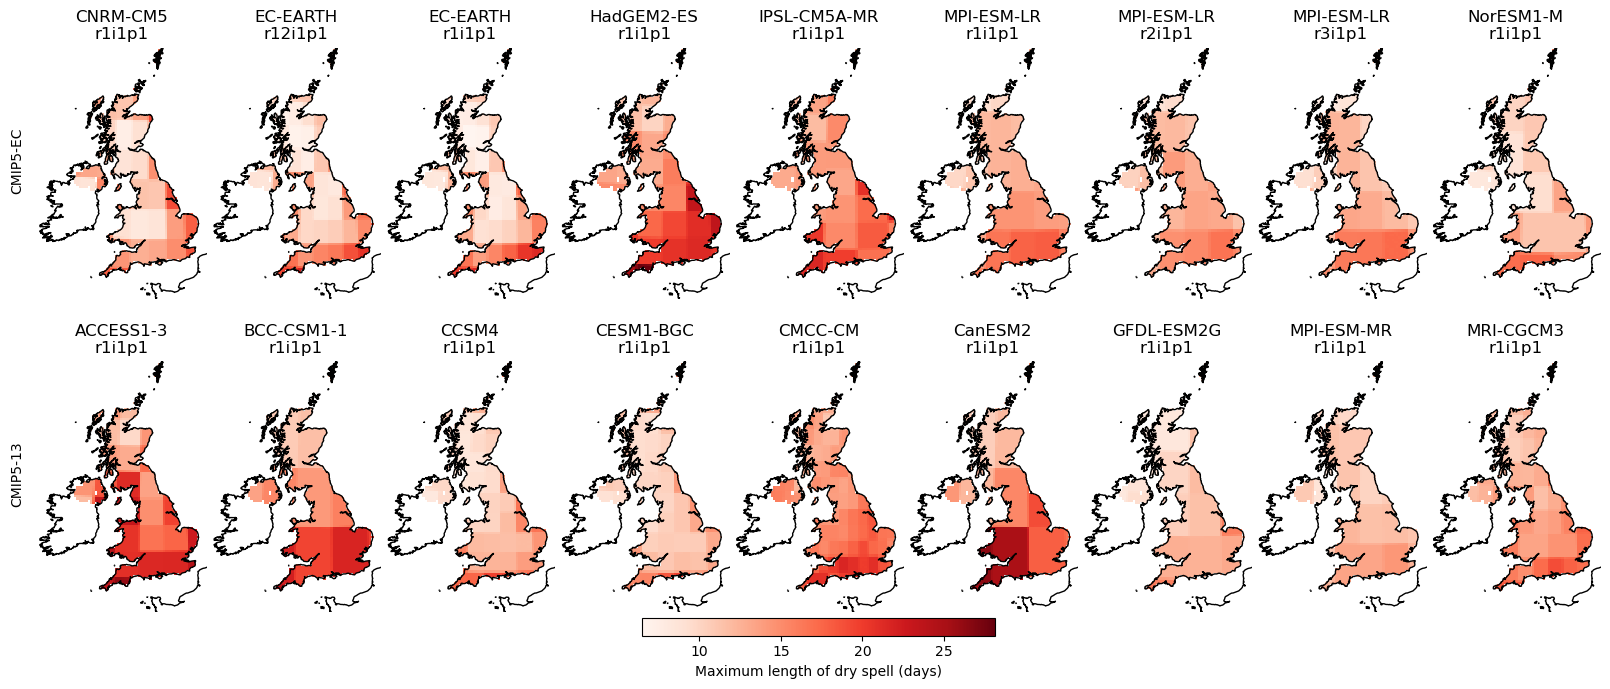 CNRM-CM5 EC-EARTH EC-EARTH HadGEM2-ES IPSL-CM5A-MR MPI-ESM-LR MPI-ESM-LR MPI-ESM-LR NorESM1-M
r1i1p1 r12i1p1 r1i1p1 r1i1p1 r1i1p1 r1i1p1 r2i1p1 r3i1p1 r1i1p1
CMIP5-EC
ACCESS1-3 BCC-CSM1-1 CCSM4 CESM1-BGC CMCC-CM CanESM2 GFDL-ESM2G MPI-ESM-MR MRI-CGCM3
r1i1p1 r1i1p1 r1i1p1 r1i1p1 r1i1p1 r1i1p1 r1i1p1 r1i1p1 r1i1p1
CMIP5-13
10 15 20 25
Maximum length of dry spell (days)